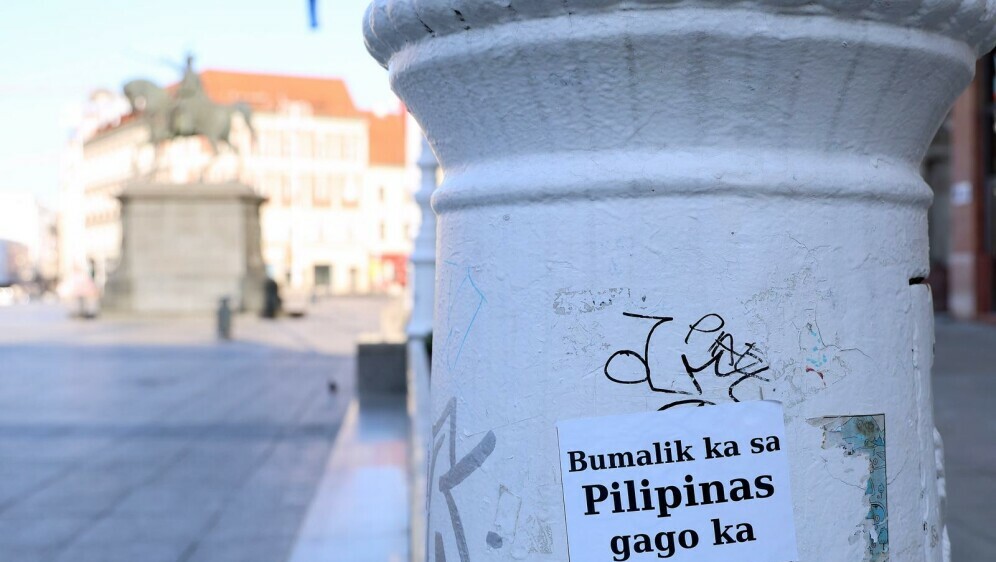 Bumalik ka sa
Pilipinas
gago ka